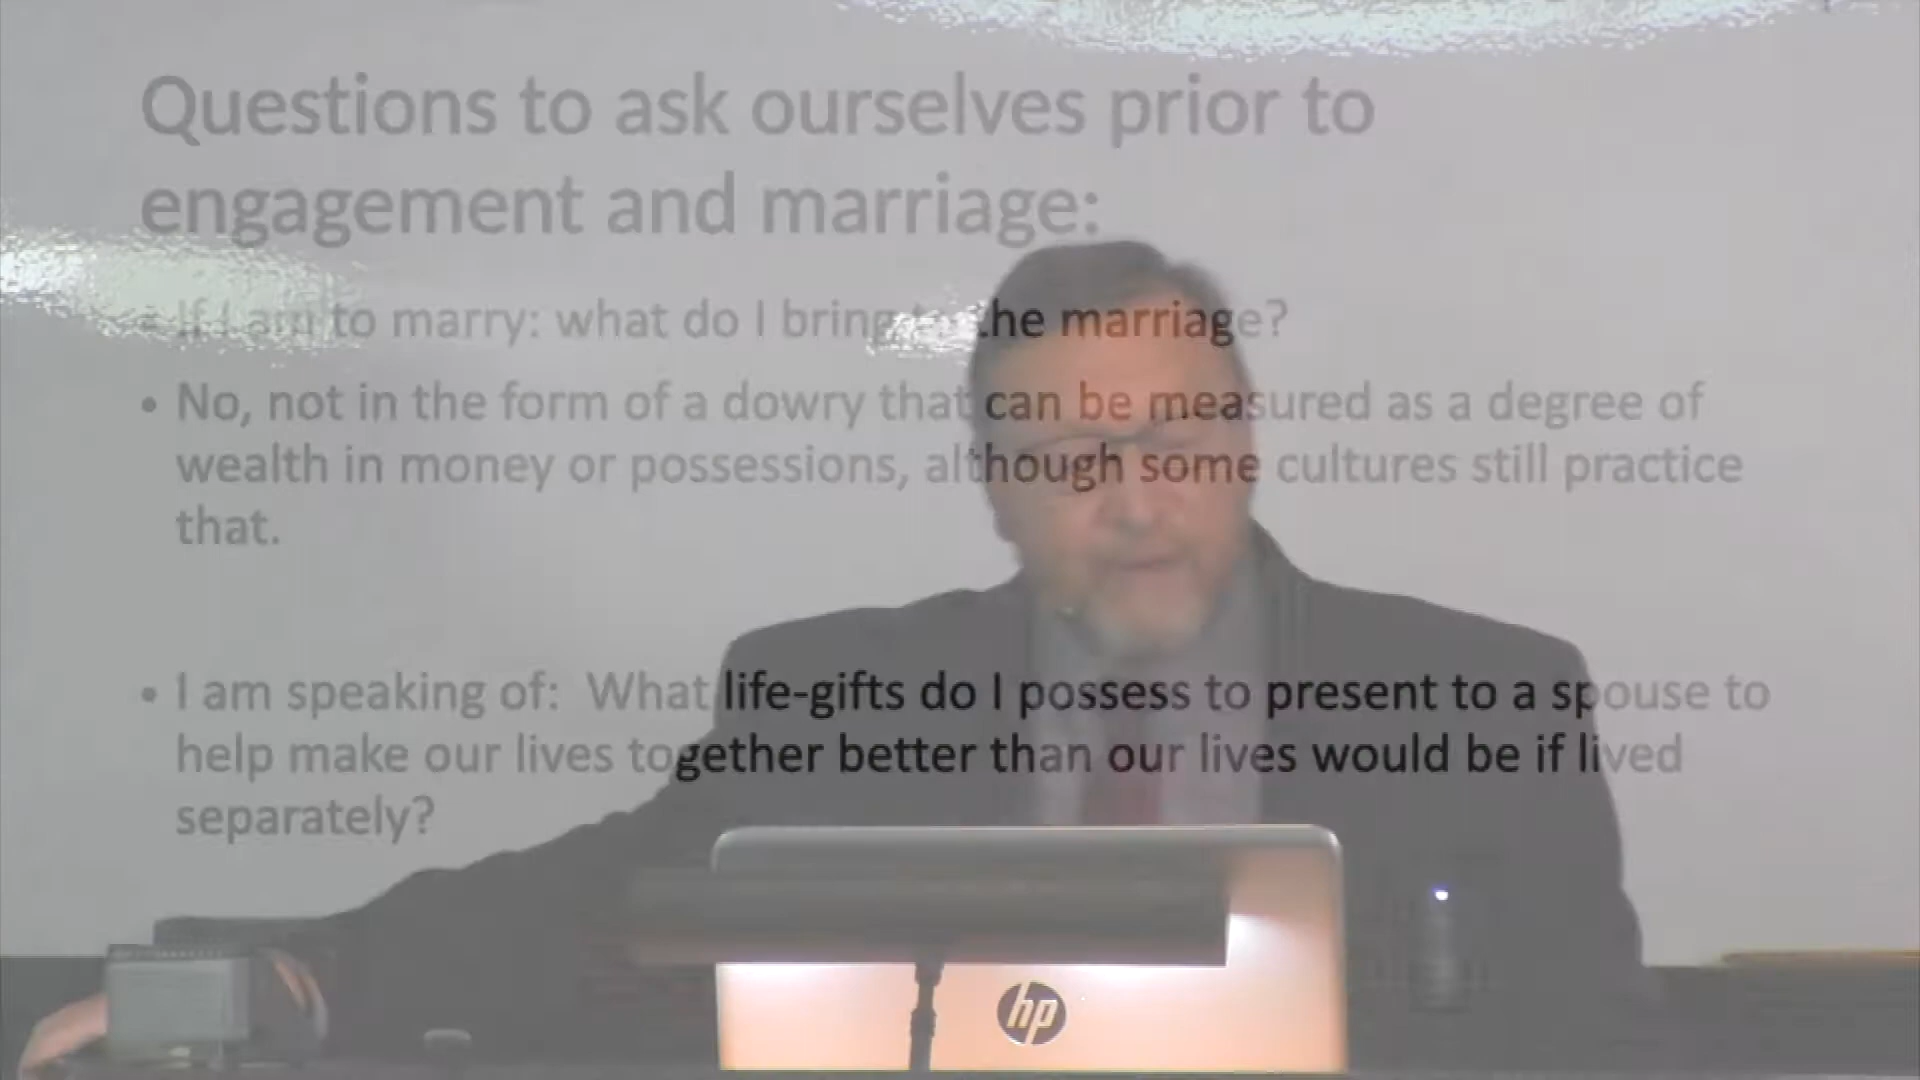 Questions to ask ourselves prior to
engagement and marriage:
• If I am to marry: what do I bring to the marriage?
• No, not in the form of a dowry that can be measured as a degree of
wealth in money or possessions, although some cultures still practice
that.
• I am speaking of:  What life-gifts do I possess to present to a spouse to
help make our lives together better than our lives would be if lived
separately?
hp